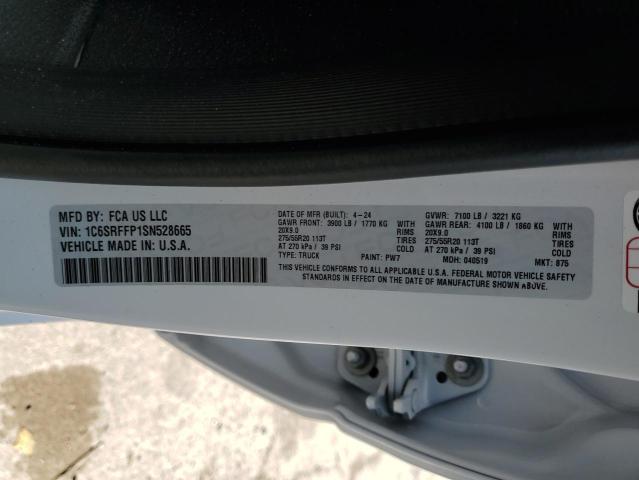 MFD BY: FCA US LLC
VIN: 1C6SRFFP1SN528665
VEHICLE MADE IN U.S.A.
DATE OF MFR (BUILT): 4-24
GAWR FRONT: 3900 LB / 1770 KG WITH
20X9.0 RIMS
275/55R20 113T
AT 270 kPa / 39 PSI COLD
TYPE: TRUCK PAINT: PW7
GVWR: 7100 LB / 3221 KG
GAWR REAR: 4100 LB / 1860 KG WITH
20X9.0 RIMS
275/55R20 113T
AT 270 kPa / 39 PSI COLD
MDH: 040519 MKT: 875
THIS VEHICLE CONFORMS TO ALL APPLICABLE U.S.A. FEDERAL MOTOR VEHICLE SAFETY
STANDARDS IN EFFECT ON THE DATE OF MANUFACTURE SHOWN ABOVE.